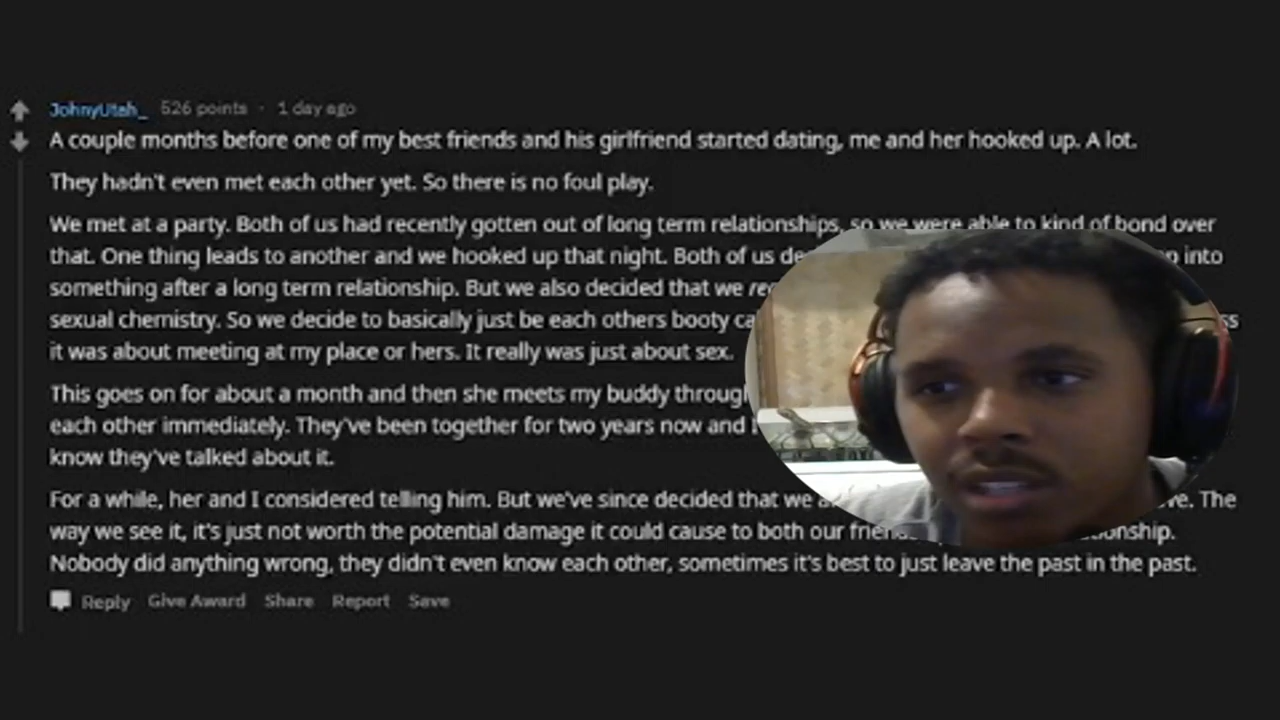 JohnyUtah_ 526 points · 1 day ago
A couple months before one of my best friends and his girlfriend started dating, me and her hooked up. A lot.
They hadn't even met each other yet. So there is no foul play.
We met at a party. Both of us had recently gotten out of long term relationships, so we were able to kind of bond over
that. One thing leads to another and we hooked up that night. Both of us into
something after a long term relationship. But we also decided that we
sexual chemistry. So we decide to basically just be each others booty
it was about meeting at my place or hers. It really was just about sex.
This goes on for about a month and then she meets my buddy
each other immediately. They've been together for two years now and I
know they've talked about it.
For a while, her and I considered telling him. But we've since decided that we The
way we see it, it's just not worth the potential damage it could cause to both our
Nobody did anything wrong, they didn't even know each other, sometimes it's best to just leave the past in the past.
Reply Give Award Share Report Save